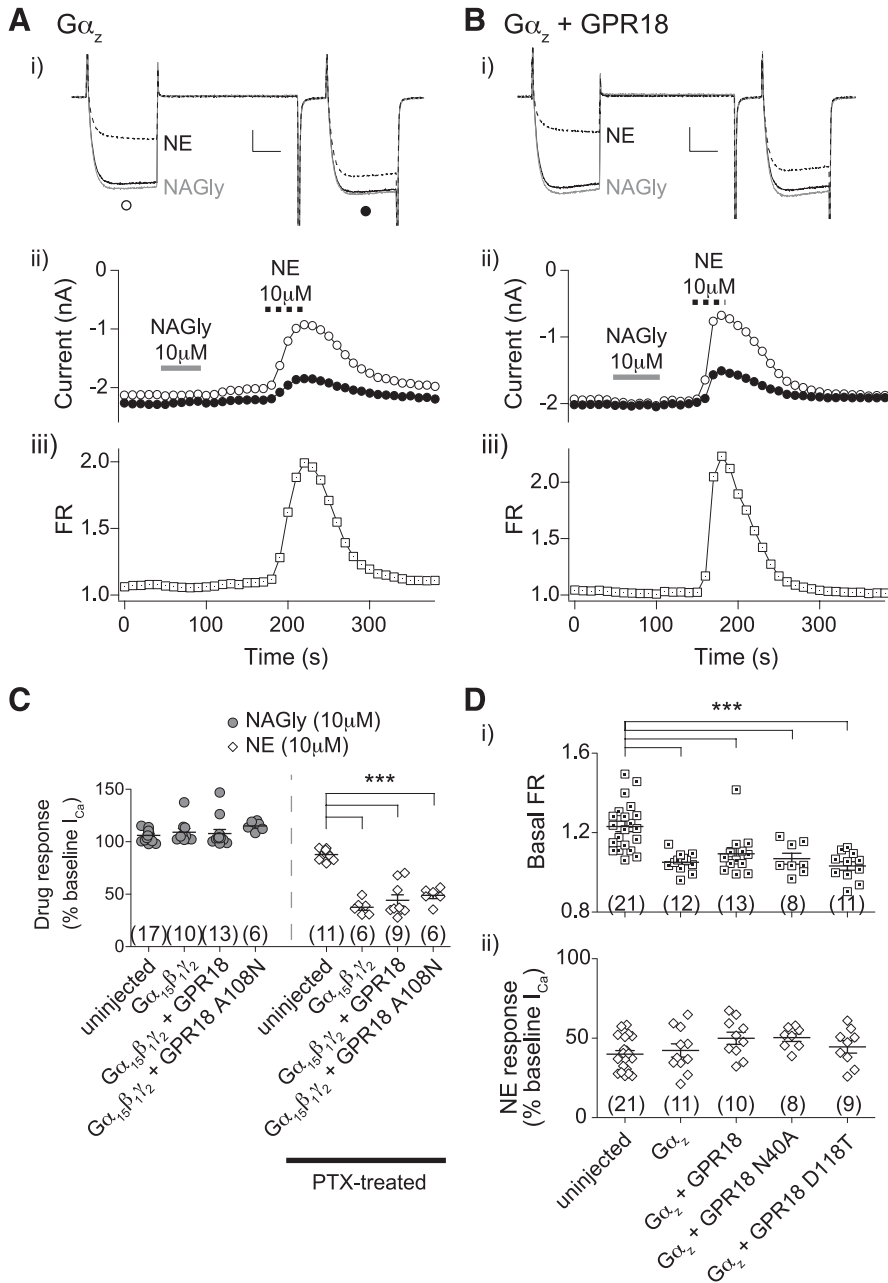 A Gαz
i)
NE
NAGly
ii)
0
-1
-2
Current (nA)
NAGly
10µM
NE
10µM
iii)
2.0
1.5
1.0
FR
0 100 200 300
Time (s)
B Gαz + GPR18
i)
NE
NAGly
ii)
0
-1
-2
Current (nA)
NAGly
10µM
NE
10µM
iii)
2.0
1.5
1.0
FR
0 100 200 300
Time (s)
C
NAGly (10µM)
NE (10µM)
150
100
50
0
Drug response
(% baseline ICa)
***
(17) (10) (13) (6) (11) (6) (9) (6)
uninjected
Gα15β1γ2
Gα15β1γ2 + GPR18
Gα15β1γ2 + GPR18 A108N
uninjected
Gα15β1γ2
Gα15β1γ2 + GPR18
Gα15β1γ2 + GPR18 A108N
PTX-treated
D
i)
***
1.6
1.2
0.8
Basal FR
(21) (12) (13) (8) (11)
ii)
100
50
0
NE response
(% baseline ICa)
(21) (11) (10) (8) (9)
uninjected
Gαz
Gαz + GPR18
Gαz + GPR18 N40A
Gαz + GPR18 D118T